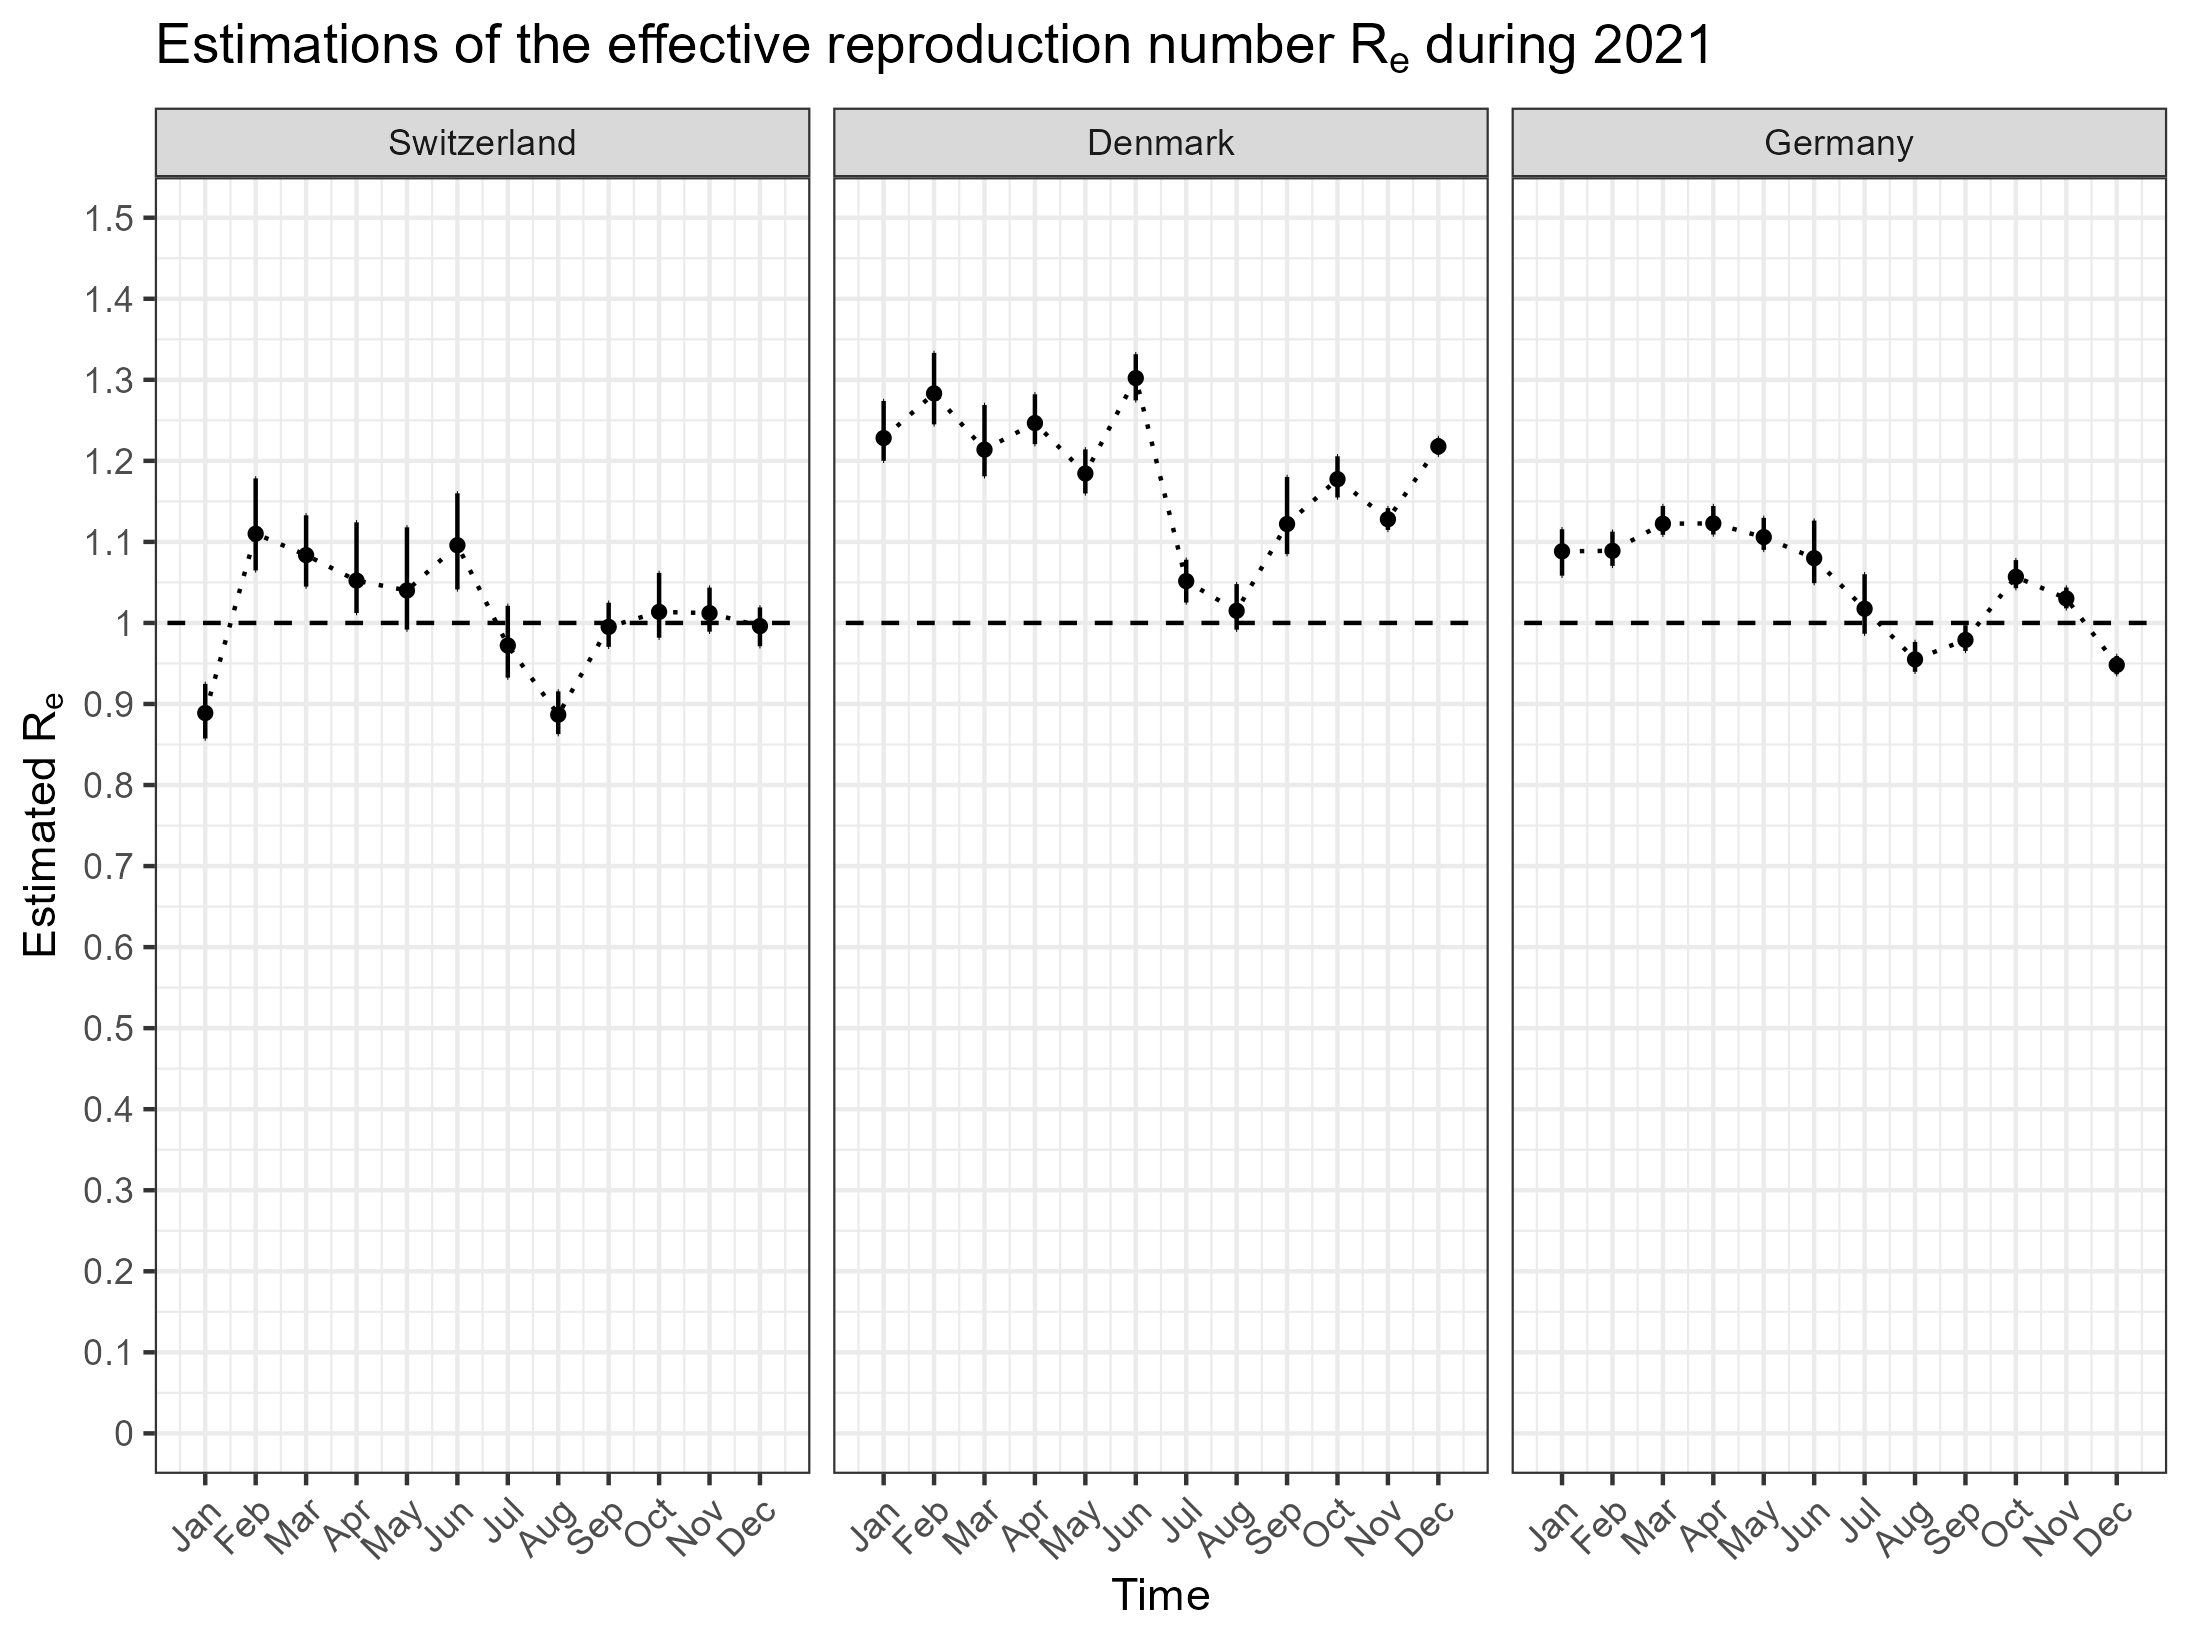 Estimations of the effective reproduction number Re during 2021
Switzerland
Denmark
Germany
Estimated Re
1.5
1.4
1.3
1.2
1.1
1
0.9
0.8
0.7
0.6
0.5
0.4
0.3
0.2
0.1
0
Jan Feb Mar Apr May Jun Jul Aug Sep Oct Nov Dec
Jan Feb Mar Apr May Jun Jul Aug Sep Oct Nov Dec
Jan Feb Mar Apr May Jun Jul Aug Sep Oct Nov Dec
Time